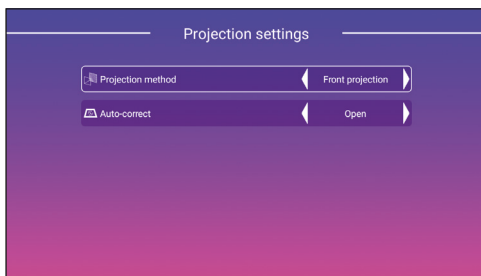 Projection settings
Projection method Front projection
Auto-correct Open